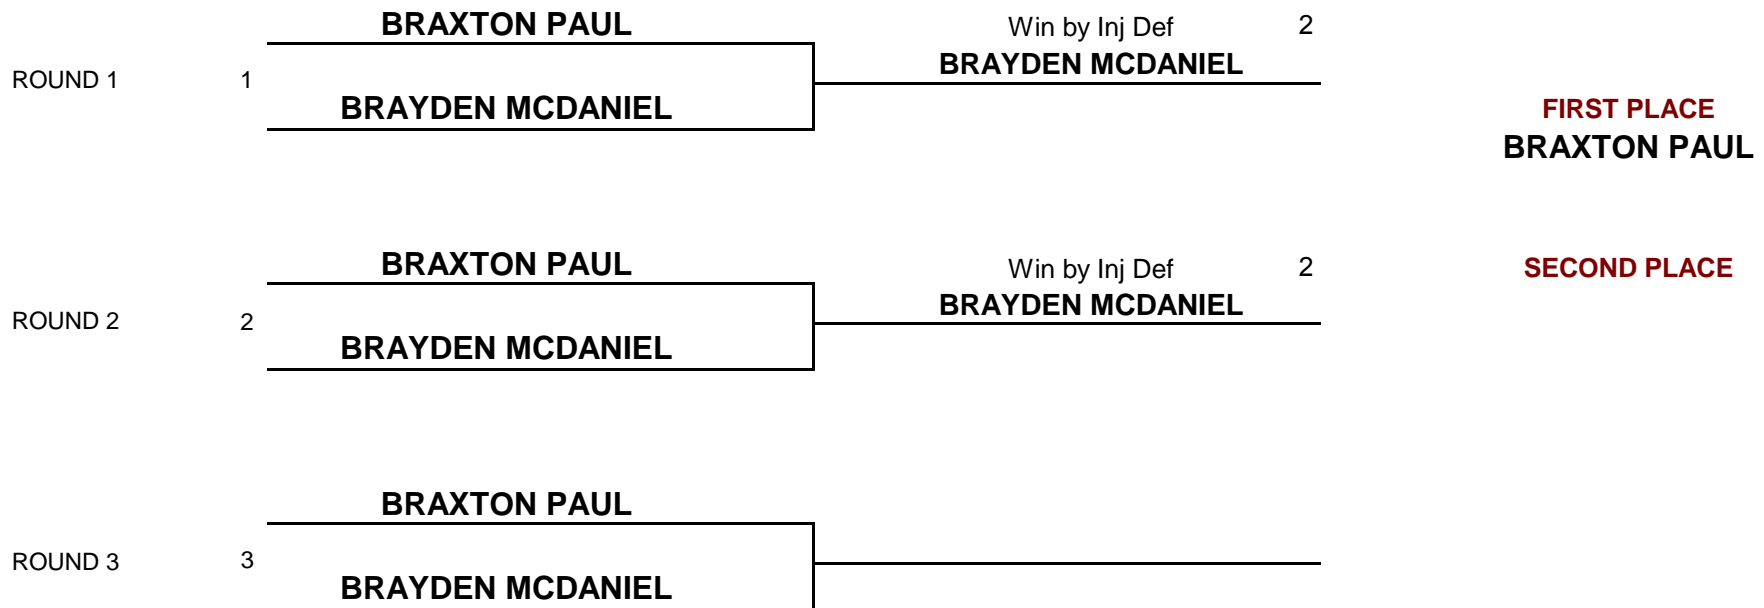 BRAXTON PAUL
Win by Inj Def 2
BRAYDEN MCDANIEL
ROUND 1 1
BRAYDEN MCDANIEL
FIRST PLACE
BRAXTON PAUL
BRAXTON PAUL
Win by Inj Def 2
SECOND PLACE
BRAYDEN MCDANIEL
ROUND 2 2
BRAYDEN MCDANIEL
BRAXTON PAUL
ROUND 3 3
BRAYDEN MCDANIEL